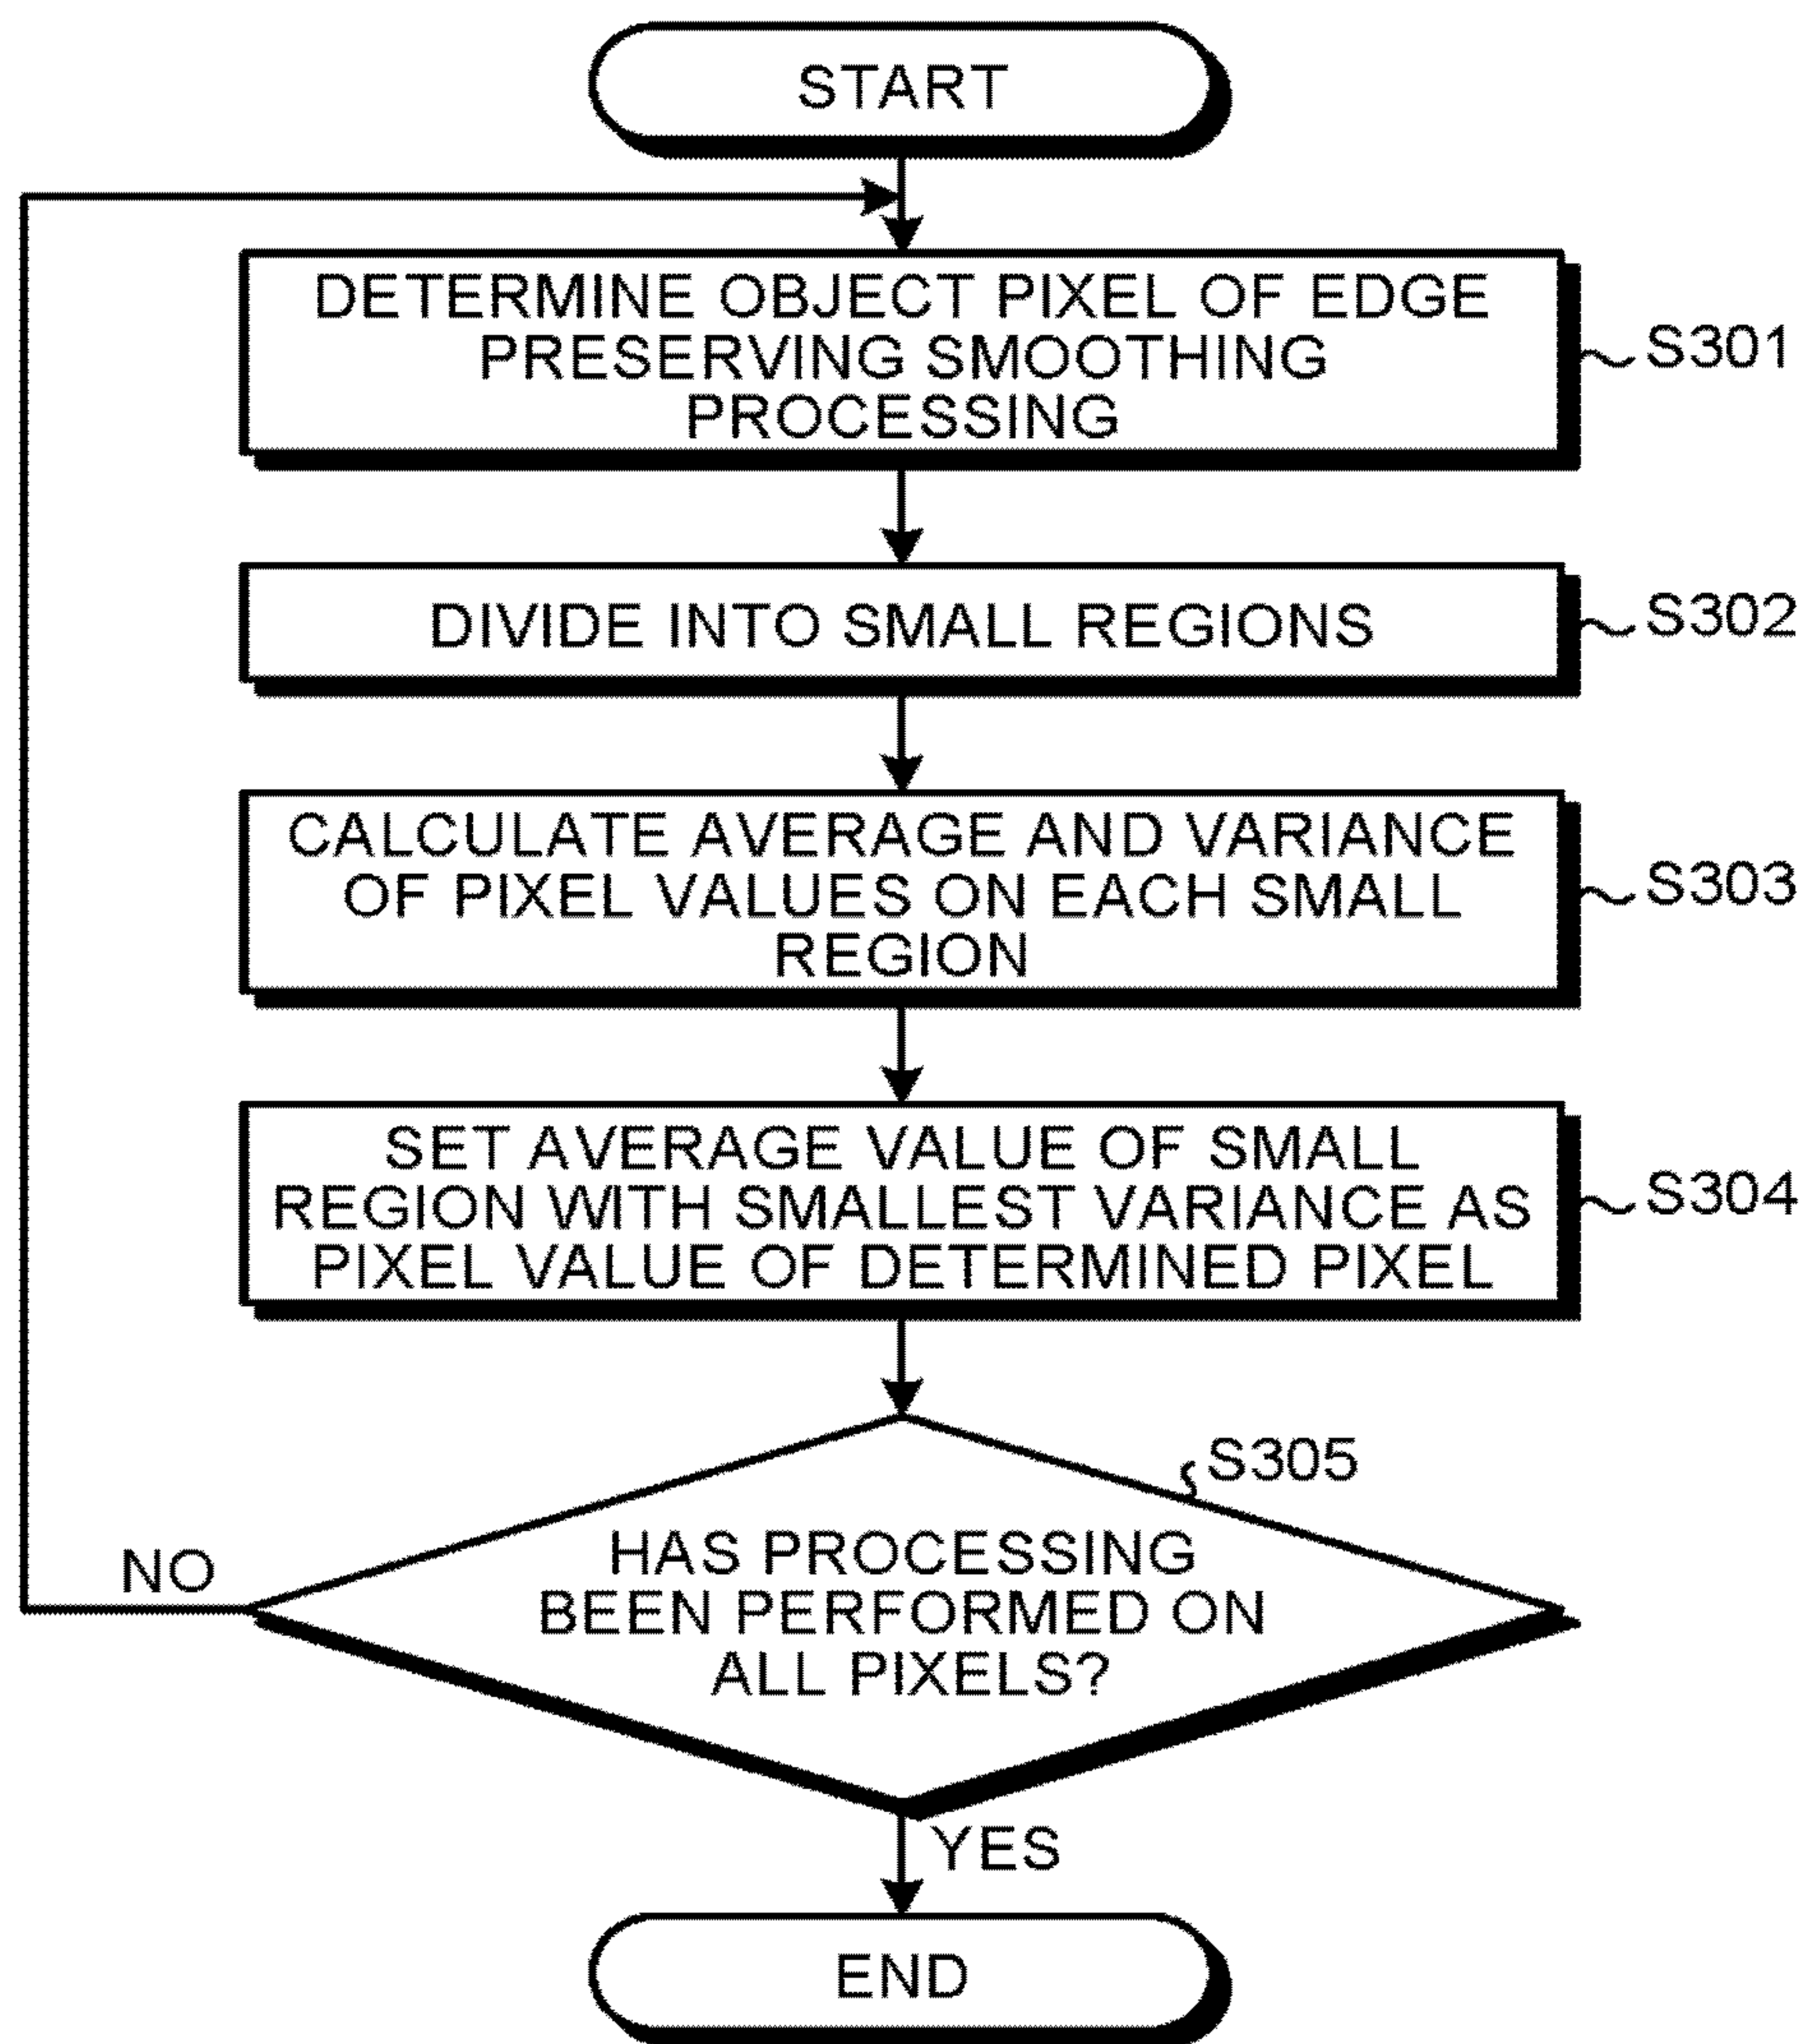 START
DETERMINE OBJECT PIXEL OF EDGE
PRESERVING SMOOTHING
PROCESSING
S301
DIVIDE INTO SMALL REGIONS
S302
CALCULATE AVERAGE AND VARIANCE
OF PIXEL VALUES ON EACH SMALL
REGION
S303
SET AVERAGE VALUE OF SMALL
REGION WITH SMALLEST VARIANCE AS
PIXEL VALUE OF DETERMINED PIXEL
S304
S305
HAS PROCESSING
BEEN PERFORMED ON
ALL PIXELS?
NO
YES
END